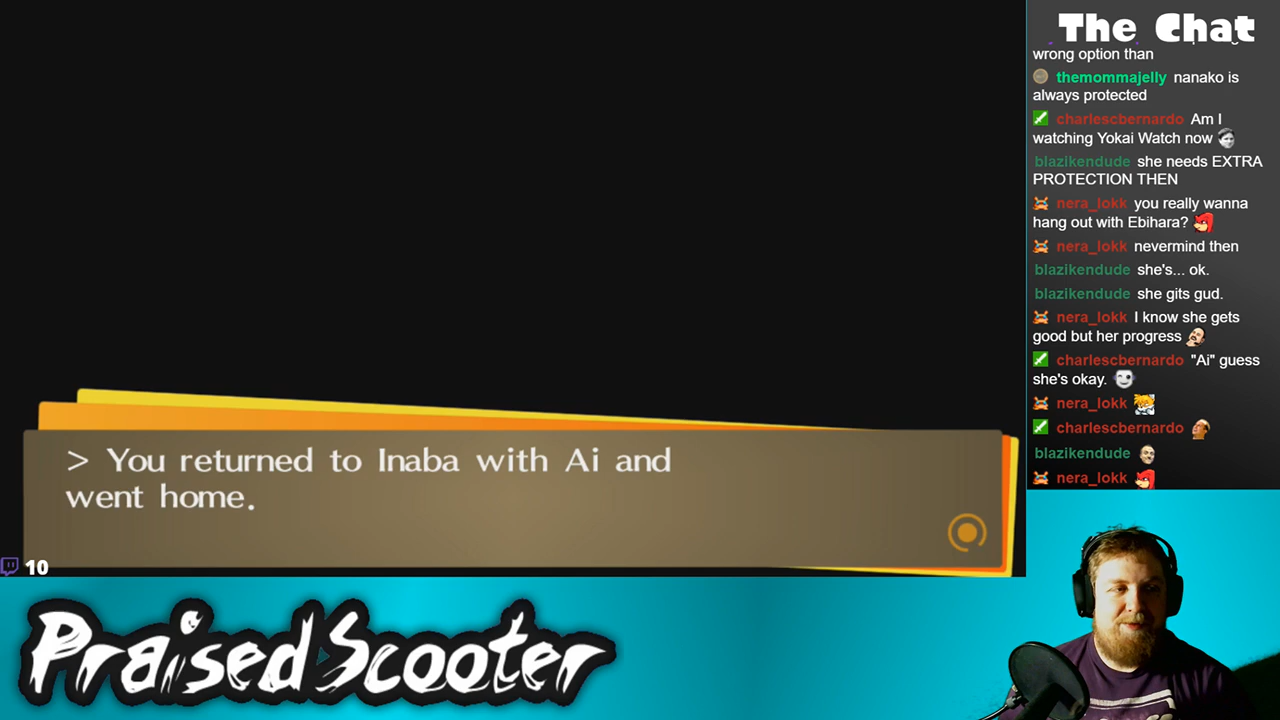 The Chat
wrong option than
themommajelly nanako is
always protected
charlescbernardo Am I
watching Yokai Watch now
blazikendude she needs EXTRA
PROTECTION THEN
nera_lokk you really wanna
hang out with Ebihara?
nera_lokk nevermind then
blazikendude she's... ok.
blazikendude she gits gud.
nera_lokk I know she gets
good but her progress
charlescbernardo "Ai" guess
she's okay.
nera_lokk
charlescbernardo
blazikendude
nera_lokk
> You returned to Inaba with Ai and
went home.
10
PraisedScooter